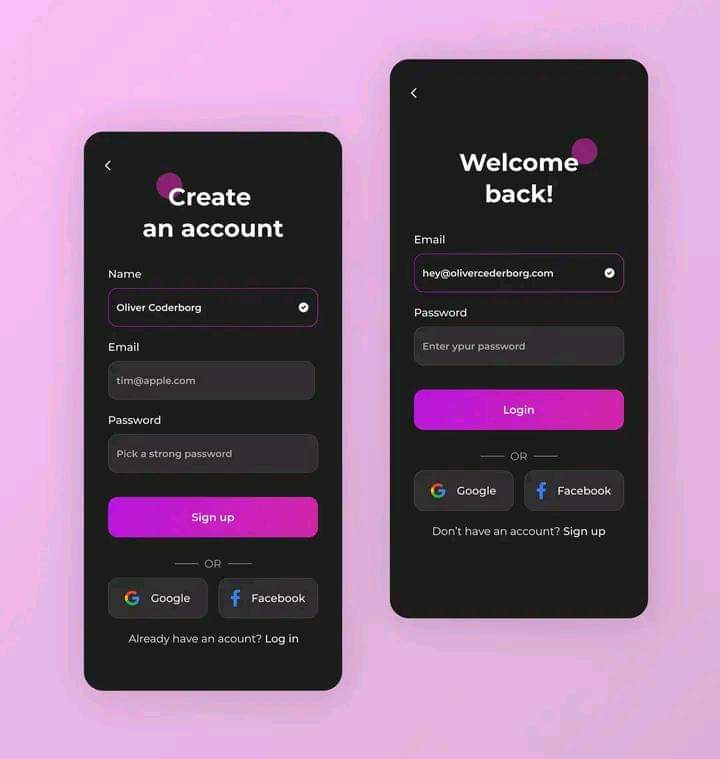 Create
an account
Name
Oliver Coderborg
Email
tim@apple.com
Password
Pick a strong password
Sign up
OR
Google
Facebook
Already have an acount? Log in
Welcome
back!
Email
hey@olivercederborg.com
Password
Enter ypur password
Login
OR
Google
Facebook
Don't have an account? Sign up